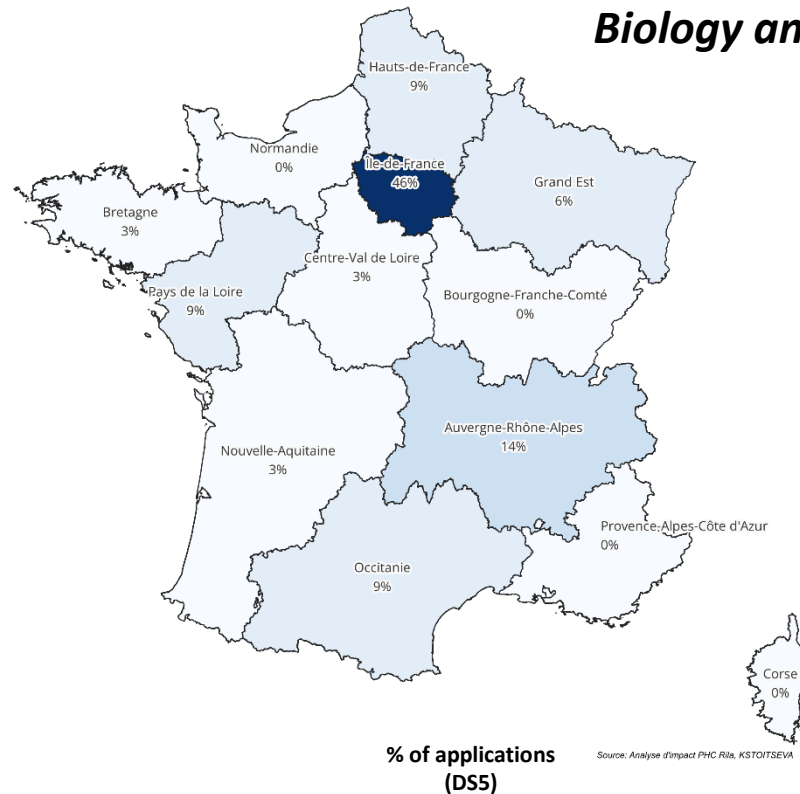 Biology an
Hauts-de-France
9%
Normandie
0%
Île-de-France
46%
Grand Est
6%
Bretagne
3%
Centre-Val de Loire
3%
Pays de la Loire
9%
Bourgogne-Franche-Comté
0%
Auvergne-Rhône-Alpes
14%
Nouvelle-Aquitaine
3%
Provence-Alpes-Côte d'Azur
0%
Occitanie
9%
Corse
0%
% of applications
(DS5)
Source: Analyse d'impact PHC Rila, KSTOITSEVA